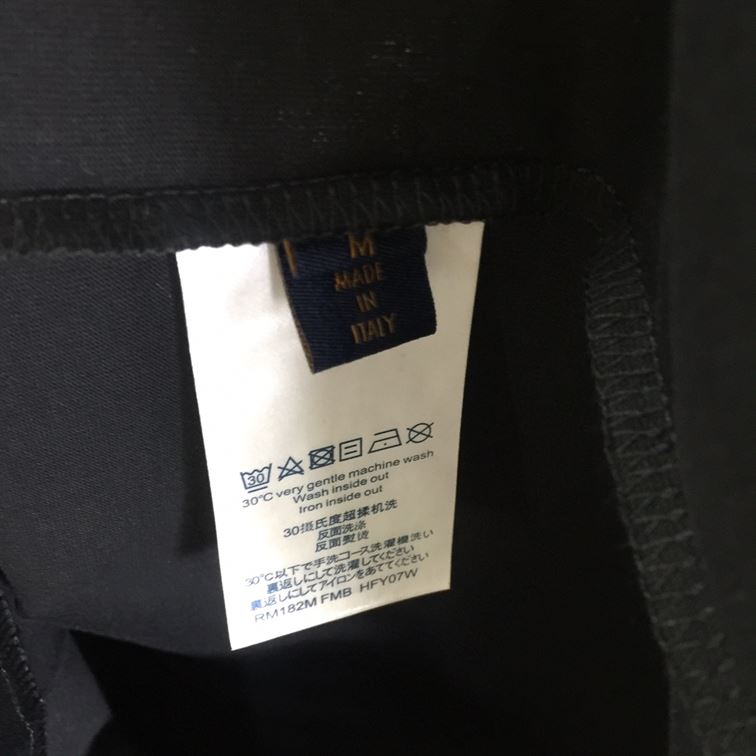 M
MADE
IN
ITALY
30
30°C very gentle machine wash
Wash inside out
Iron inside out
30摄氏度超揉机洗
反面洗涤
反面熨烫
30°C以下で手洗コース洗濯機洗い
裏返しにして洗濯してください
裏返しにしてアイロンをあててください
RM182M FMB HFY07W